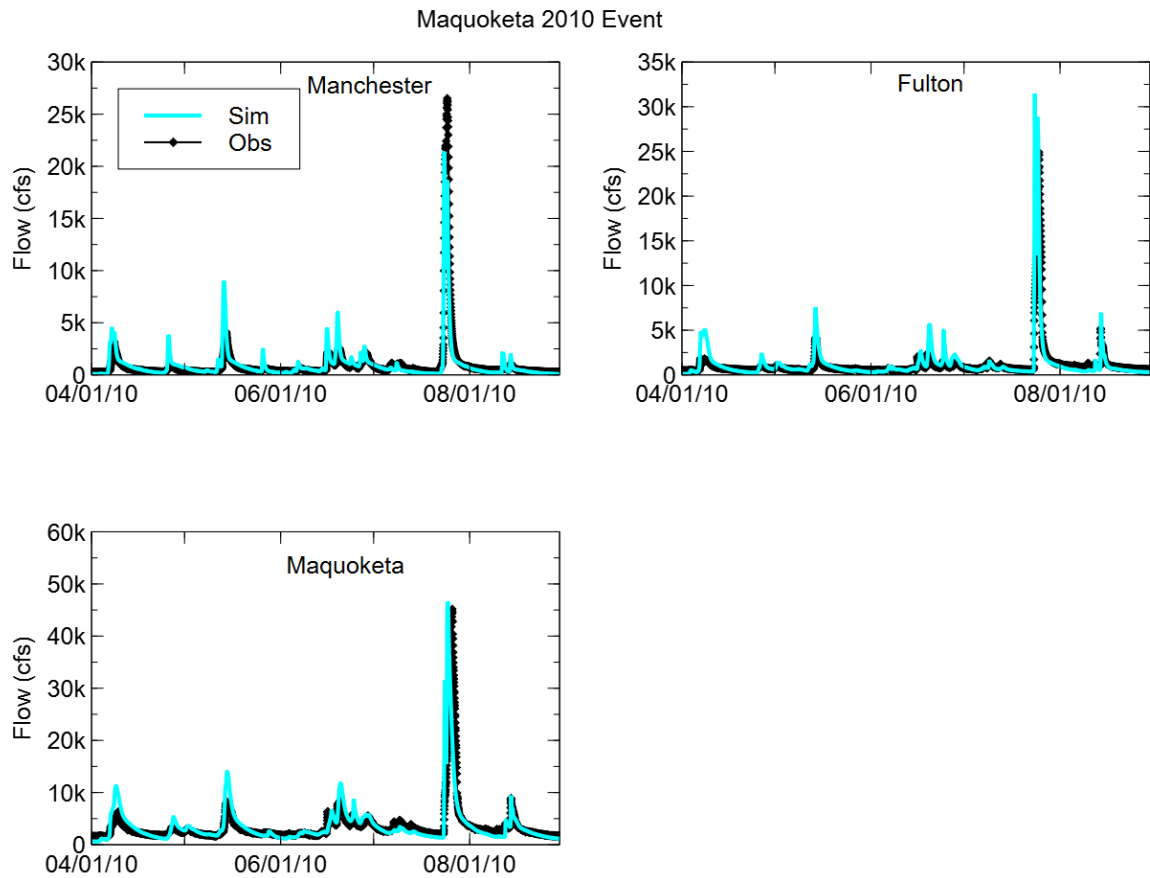 Maquoketa 2010 Event
Manchester
Sim
Obs
30k
25k
20k
15k
10k
5k
0
Flow (cfs)
04/01/10 06/01/10 08/01/10
Fulton
35k
30k
25k
20k
15k
10k
5k
0
Flow (cfs)
04/01/10 06/01/10 08/01/10
Maquoketa
60k
50k
40k
30k
20k
10k
0
Flow (cfs)
04/01/10 06/01/10 08/01/10